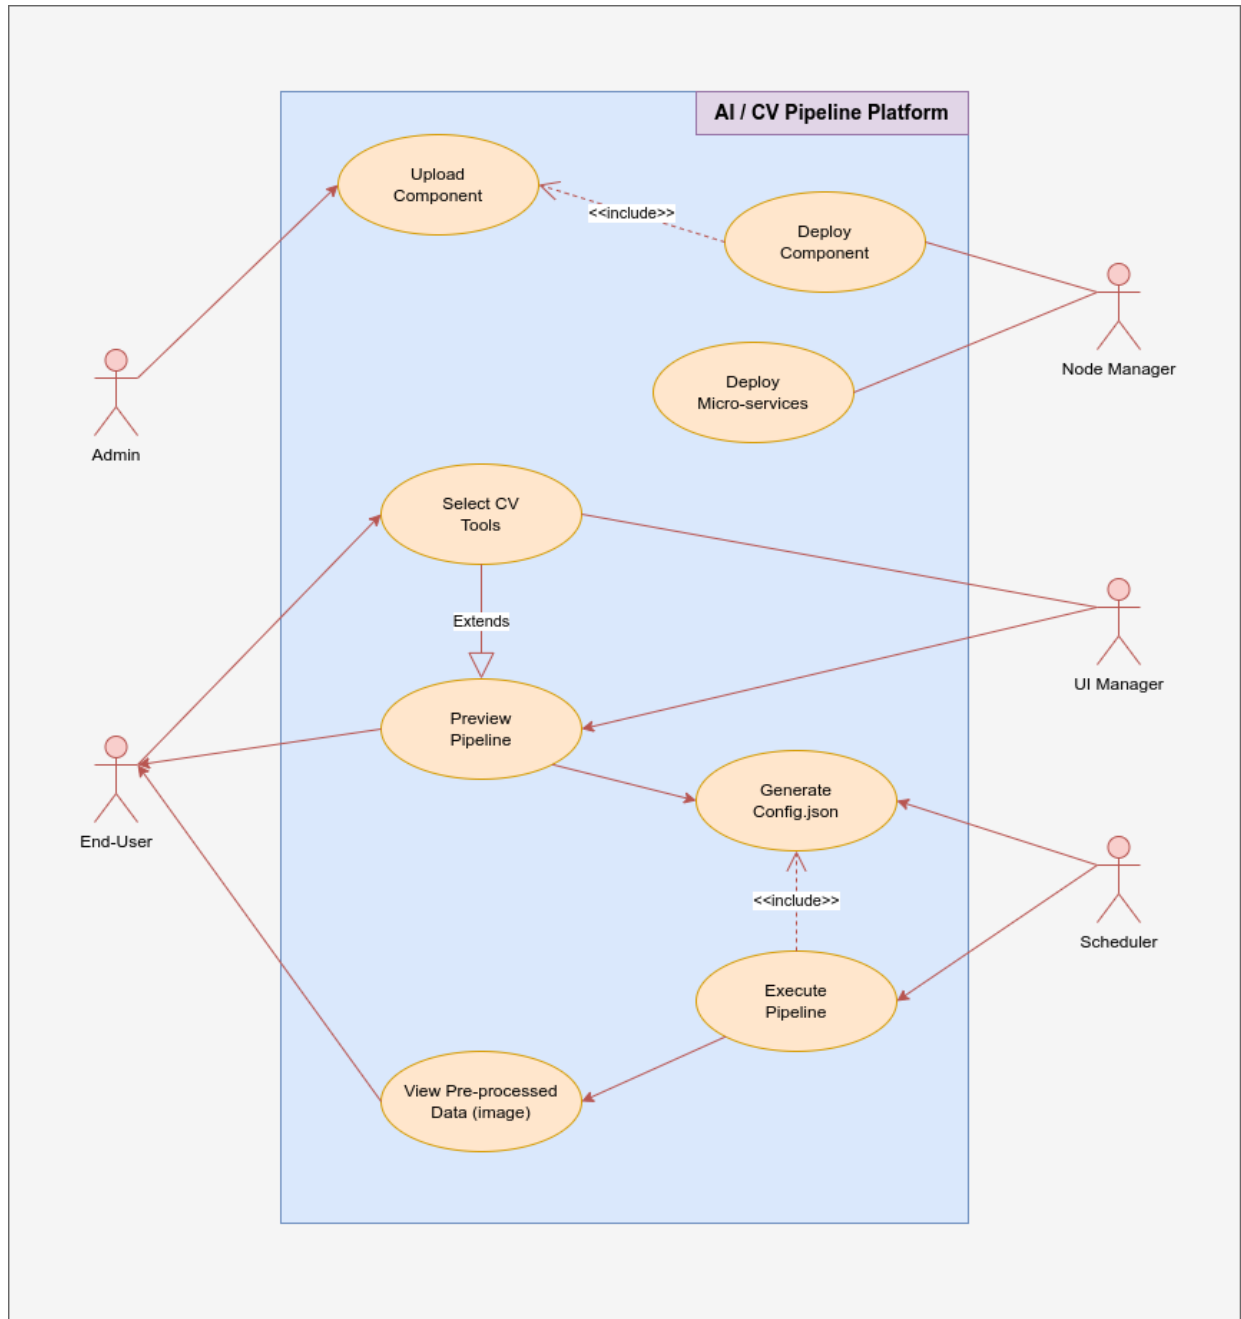 AI / CV Pipeline Platform
Upload
Component
<<include>>
Deploy
Component
Node Manager
Deploy
Micro-services
Admin
Select CV
Tools
Extends
UI Manager
Preview
Pipeline
Generate
Config.json
End-User
<<include>>
Scheduler
Execute
Pipeline
View Pre-processed
Data (image)